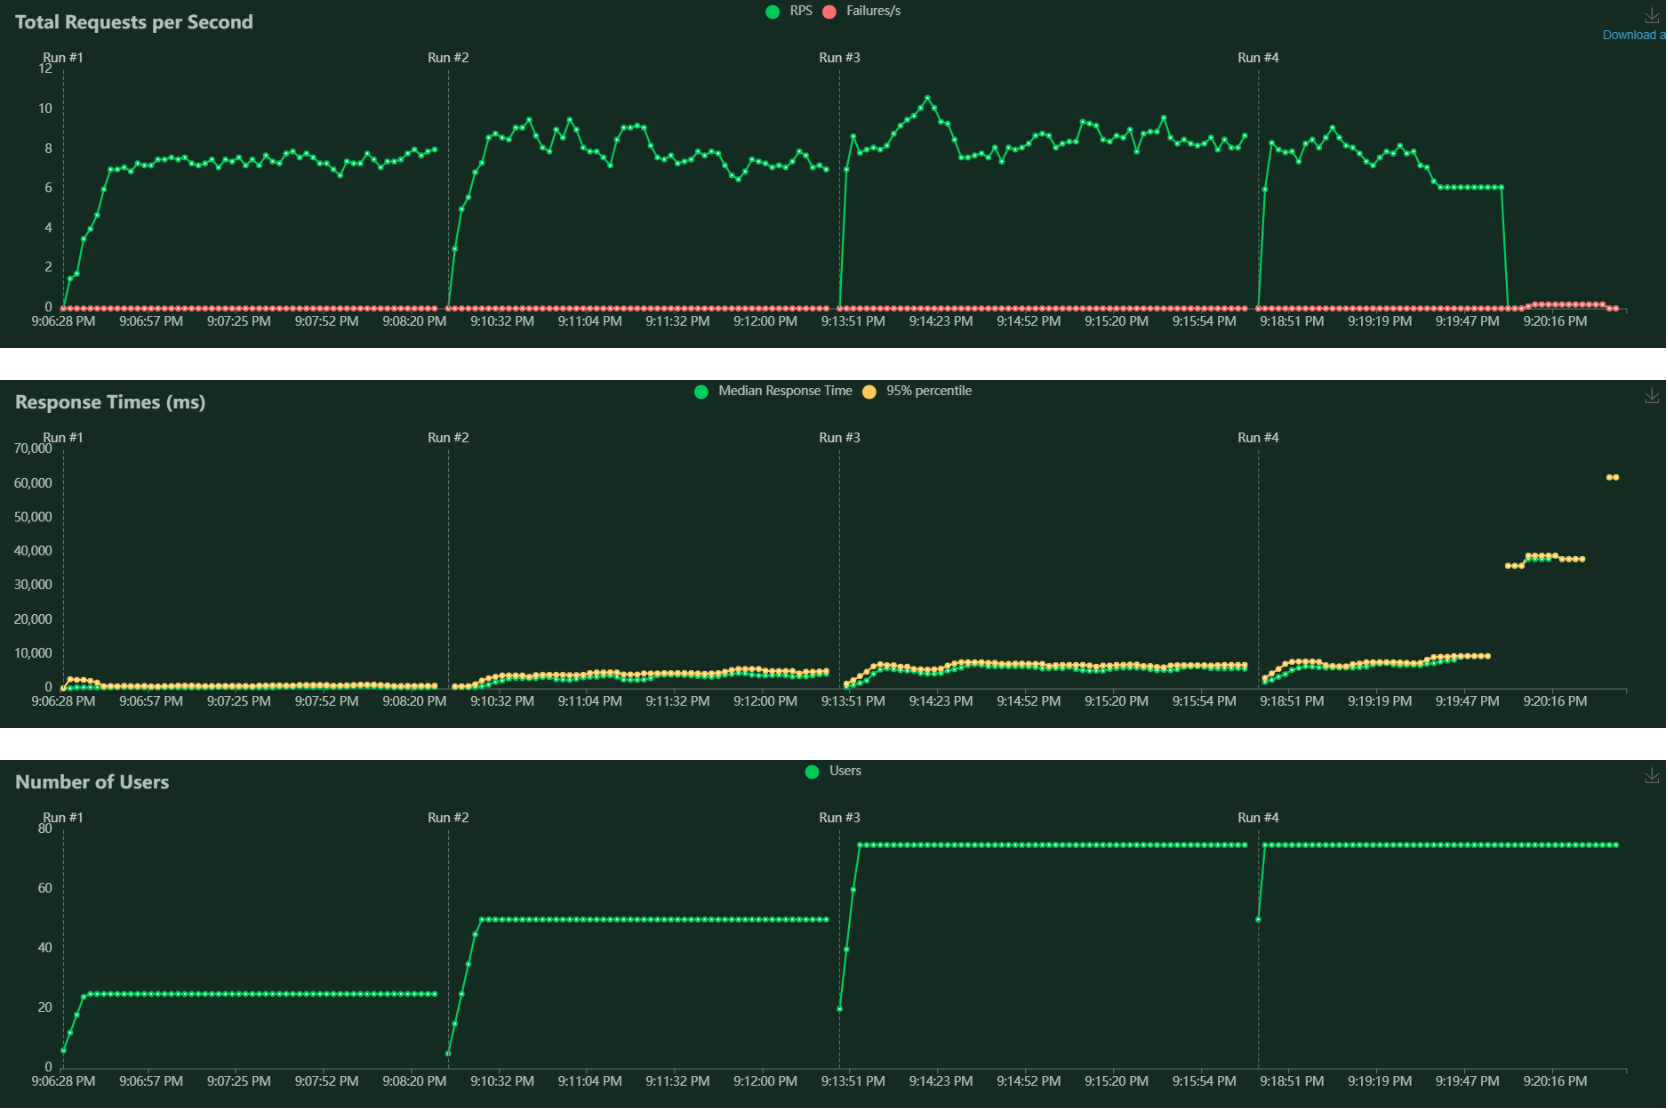 Total Requests per Second
RPS Failures/s
Download a
Run #1 Run #2 Run #3 Run #4
12
10
8
6
4
2
0
9:06:28 PM 9:06:57 PM 9:07:25 PM 9:07:52 PM 9:08:20 PM 9:10:32 PM 9:11:04 PM 9:11:32 PM 9:12:00 PM 9:13:51 PM 9:14:23 PM 9:14:52 PM 9:15:20 PM 9:15:54 PM 9:18:51 PM 9:19:19 PM 9:19:47 PM 9:20:16 PM
Response Times (ms)
Median Response Time 95% percentile
Run #1 Run #2 Run #3 Run #4
70,000
60,000
50,000
40,000
30,000
20,000
10,000
0
9:06:28 PM 9:06:57 PM 9:07:25 PM 9:07:52 PM 9:08:20 PM 9:10:32 PM 9:11:04 PM 9:11:32 PM 9:12:00 PM 9:13:51 PM 9:14:23 PM 9:14:52 PM 9:15:20 PM 9:15:54 PM 9:18:51 PM 9:19:19 PM 9:19:47 PM 9:20:16 PM
Number of Users
Users
Run #1 Run #2 Run #3 Run #4
80
60
40
20
0
9:06:28 PM 9:06:57 PM 9:07:25 PM 9:07:52 PM 9:08:20 PM 9:10:32 PM 9:11:04 PM 9:11:32 PM 9:12:00 PM 9:13:51 PM 9:14:23 PM 9:14:52 PM 9:15:20 PM 9:15:54 PM 9:18:51 PM 9:19:19 PM 9:19:47 PM 9:20:16 PM